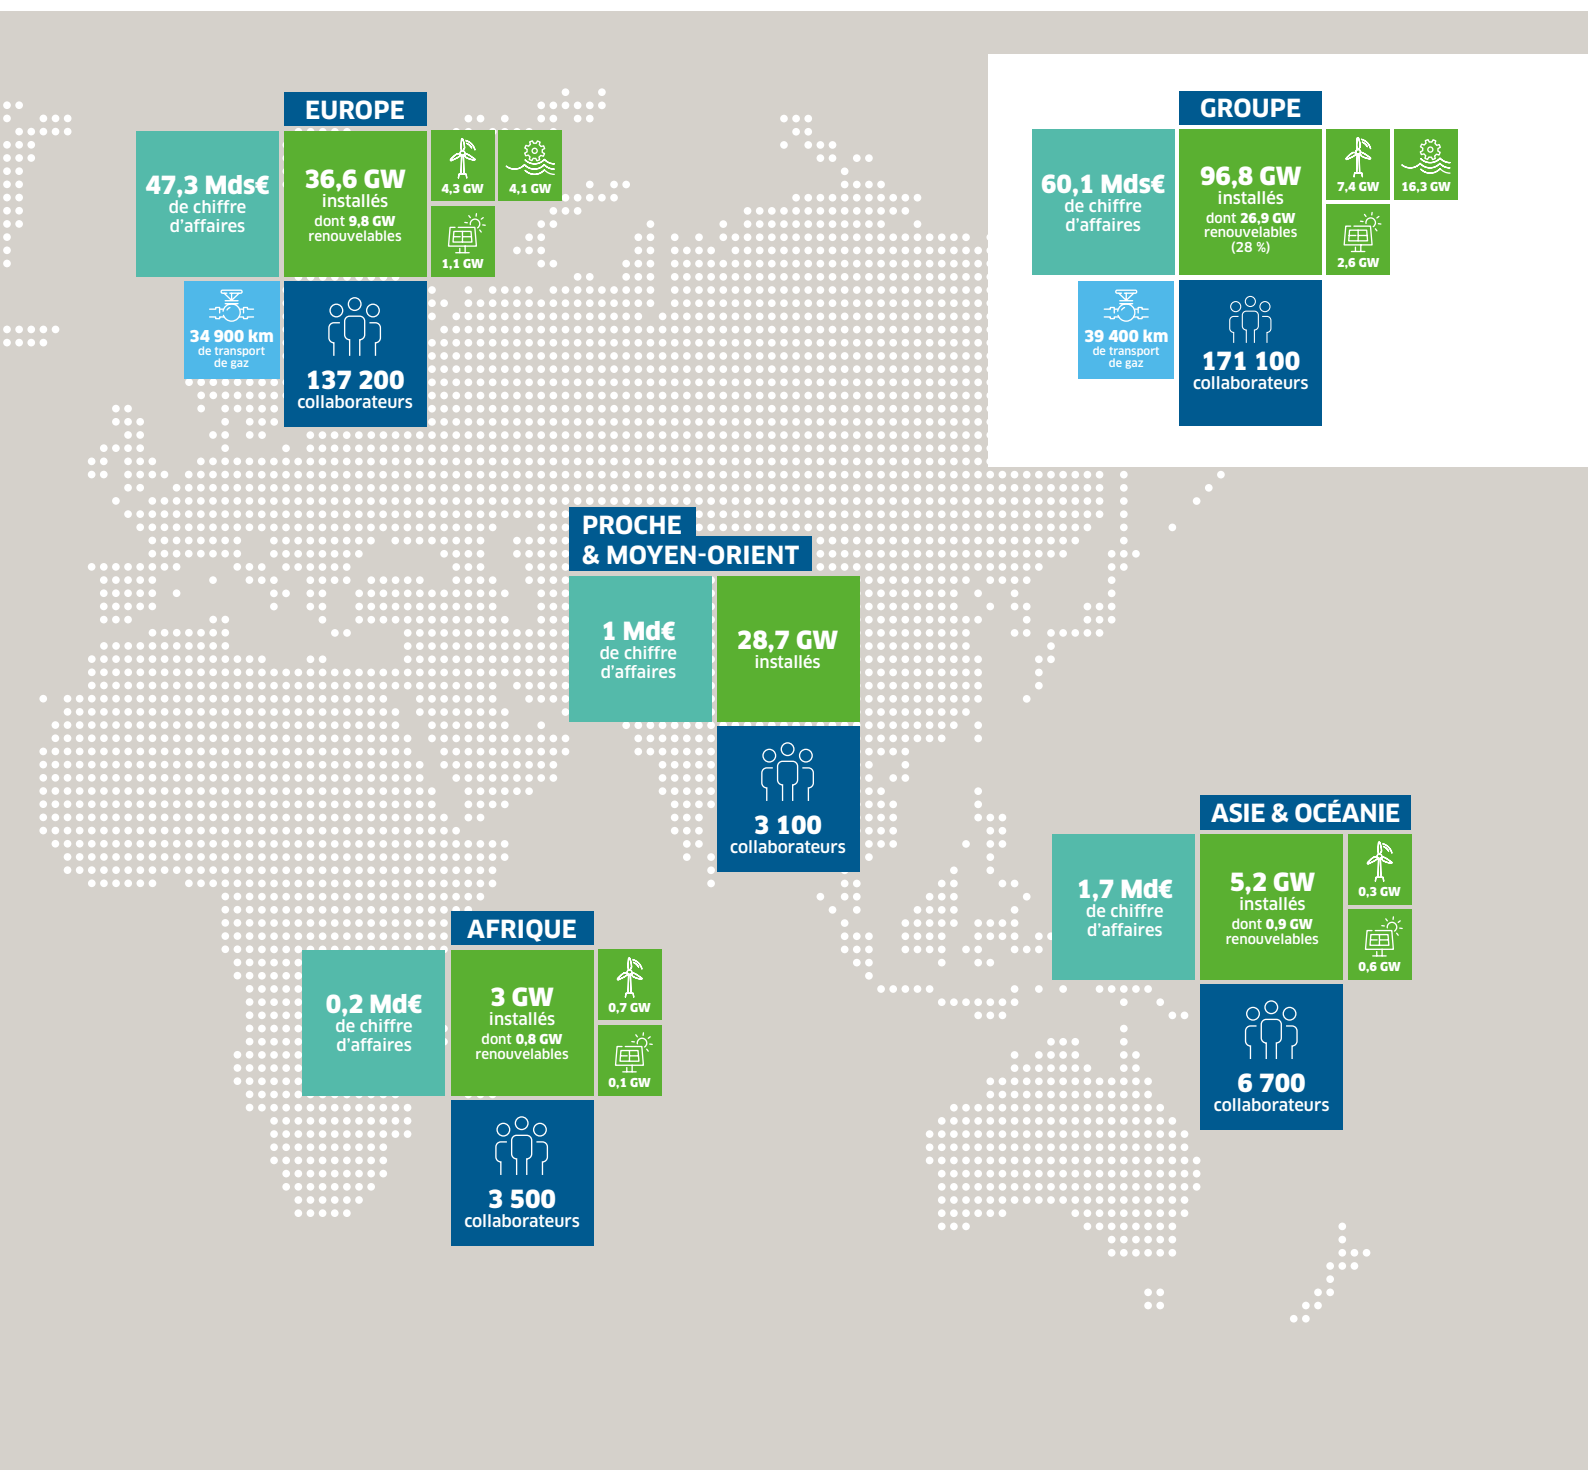 EUROPE
47,3 Mds€
de chiffre
d'affaires
36,6 GW
installés
dont 9,8 GW
renouvelables
4,3 GW
4,1 GW
1,1 GW
34 900 km
de transport
de gaz
137 200
collaborateurs
GROUPE
60,1 Mds€
de chiffre
d'affaires
96,8 GW
installés
dont 26,9 GW
renouvelables
(28 %)
7,4 GW
16,3 GW
2,6 GW
39 400 km
de transport
de gaz
171 100
collaborateurs
PROCHE
& MOYEN-ORIENT
1 Md€
de chiffre
d'affaires
28,7 GW
installés
3 100
collaborateurs
ASIE & OCÉANIE
1,7 Md€
de chiffre
d'affaires
5,2 GW
installés
dont 0,9 GW
renouvelables
0,3 GW
0,6 GW
6 700
collaborateurs
AFRIQUE
0,2 Md€
de chiffre
d'affaires
3 GW
installés
dont 0,8 GW
renouvelables
0,7 GW
0,1 GW
3 500
collaborateurs